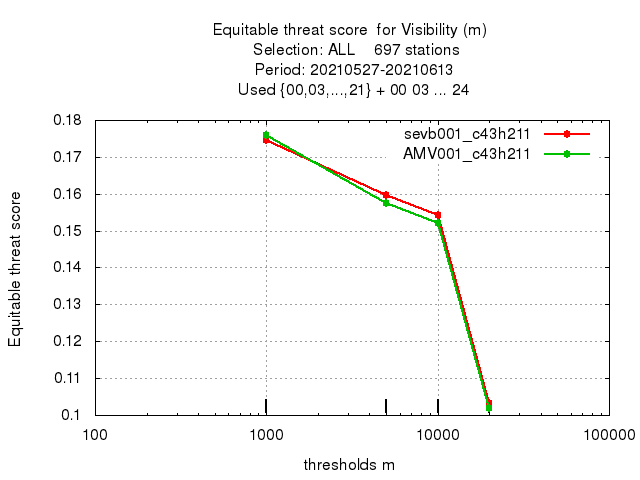 Equitable threat score  for Visibility (m)
Selection: ALL    697 stations
Period: 20210527-20210613
Used {00,03,...,21} + 00 03 ... 24
sevb001_c43h211
AMV001_c43h211
0.18
0.17
0.16
0.15
0.14
0.13
0.12
0.11
0.1
Equitable threat score
100
1000
10000
100000
thresholds m